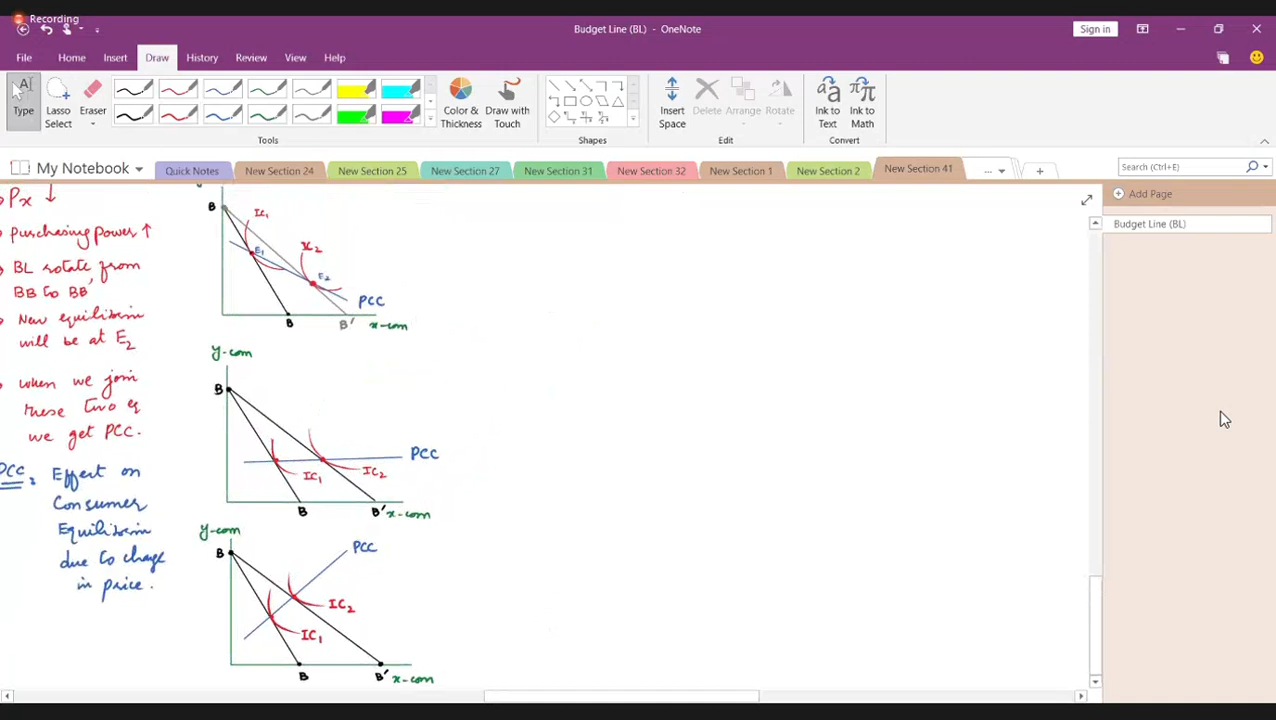 Recording
Budget Line (BL) - OneNote
Sign in
File Home Insert Draw History Review View Help
Type
Lasso Select
Eraser
Color & Thickness
Draw with Touch
Insert Space
Delete
Arrange
Rotate
Ink to Text
Ink to Math
Tools
Shapes
Edit
Convert
My Notebook
Quick Notes
New Section 24
New Section 25
New Section 27
New Section 31
New Section 32
New Section 1
New Section 2
New Section 41
...
Search (Ctrl+E)
Add Page
Budget Line (BL)
Px ↓
purchasing power ↑
BL rotate from
BB to BB'
New equilibrium
will be at E2
when we join
these two eq
we get PCC.
PCC: Effect on
Consumer
Equilibrium
due to change
in price.
B
IC1
IC2
E1
E2
PCC
B
B'
x-com
y-com
B
PCC
IC1
IC2
B
B'
x-com
y-com
B
PCC
IC2
IC1
B
B'
x-com